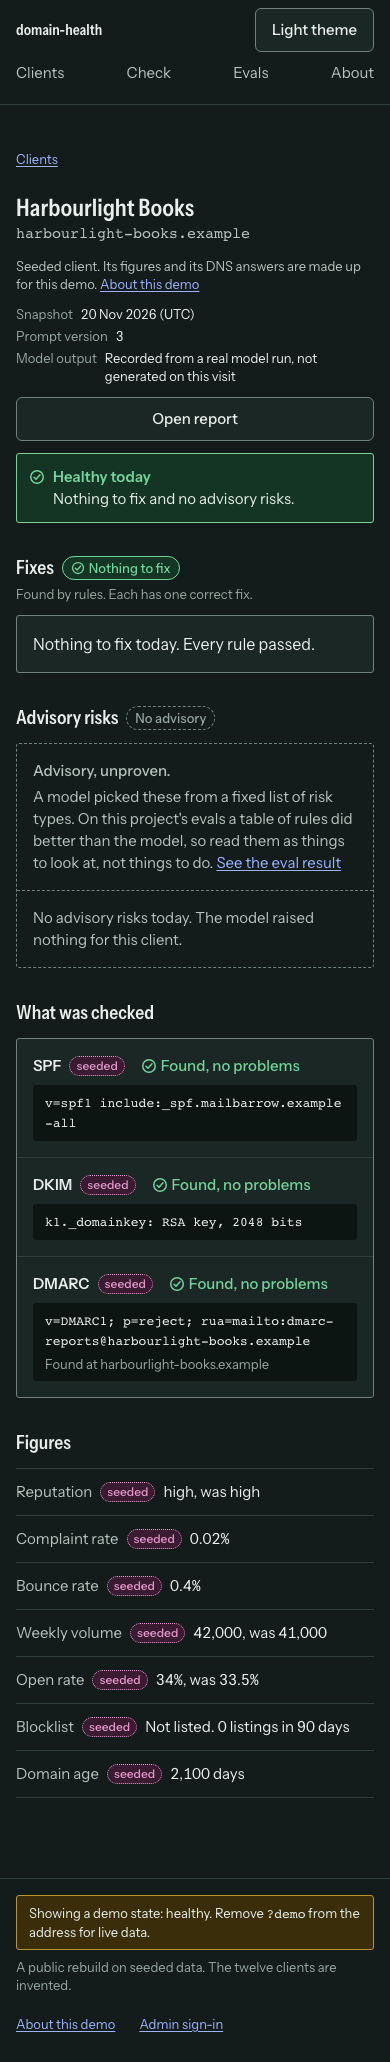 domain-health
Light theme
Clients
Check
Evals
About
Clients
Harbourlight Books
harbourlight-books.example
Seeded client. Its figures and its DNS answers are made up
for this demo. About this demo
Snapshot 20 Nov 2026 (UTC)
Prompt version 3
Model output Recorded from a real model run, not
generated on this visit
Open report
Healthy today
Nothing to fix and no advisory risks.
Fixes Nothing to fix
Found by rules. Each has one correct fix.
Nothing to fix today. Every rule passed.
Advisory risks No advisory
Advisory, unproven.
A model picked these from a fixed list of risk
types. On this project's evals a table of rules did
better than the model, so read them as things
to look at, not things to do. See the eval result
No advisory risks today. The model raised
nothing for this client.
What was checked
SPF seeded Found, no problems
v=spf1 include:_spf.mailbarrow.example
-all
DKIM seeded Found, no problems
k1._domainkey: RSA key, 2048 bits
DMARC seeded Found, no problems
v=DMARC1; p=reject; rua=mailto:dmarc-
reports@harbourlight-books.example
Found at harbourlight-books.example
Figures
Reputation seeded high, was high
Complaint rate seeded 0.02%
Bounce rate seeded 0.4%
Weekly volume seeded 42,000, was 41,000
Open rate seeded 34%, was 33.5%
Blocklist seeded Not listed. 0 listings in 90 days
Domain age seeded 2,100 days
Showing a demo state: healthy. Remove ?demo from the
address for live data.
A public rebuild on seeded data. The twelve clients are
invented.
About this demo
Admin sign-in